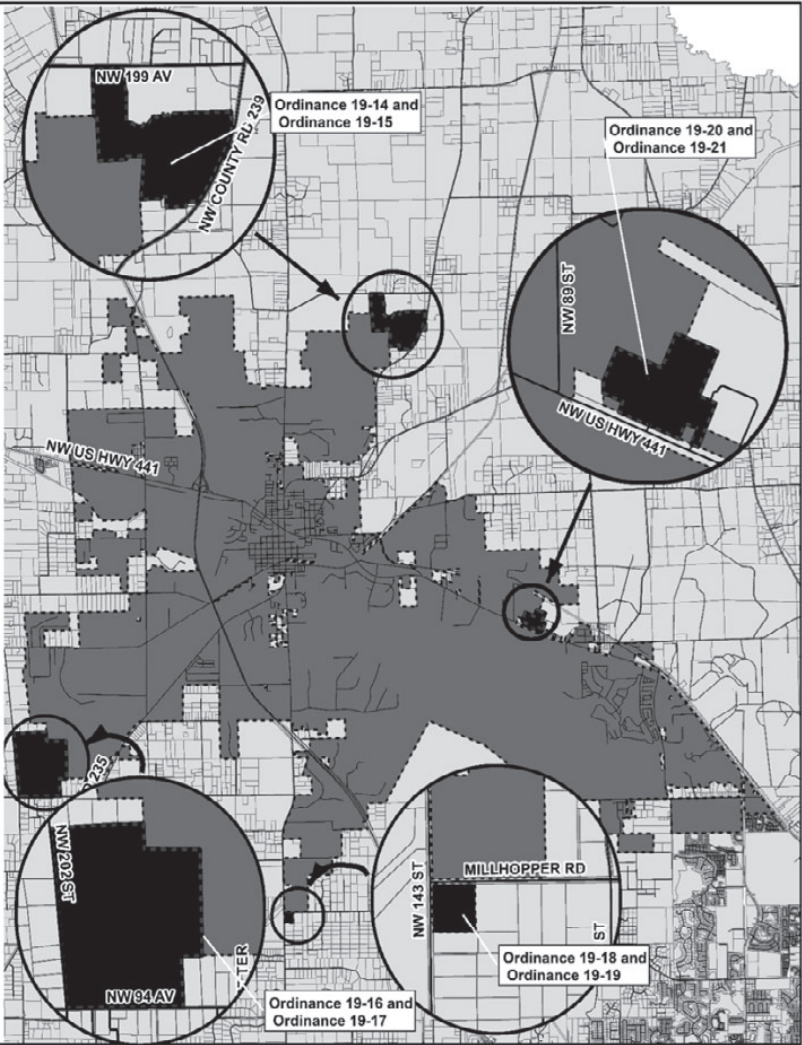 NW 199 AV
NW COUNTY RD 239
Ordinance 19-14 and
Ordinance 19-15
Ordinance 19-20 and
Ordinance 19-21
NW 89 ST
NW US HWY 441
NW US HWY 441
235
NW 202 ST
NW 94 AV
TER
Ordinance 19-16 and
Ordinance 19-17
NW 143 ST
MILLHOPPER RD
ST
Ordinance 19-18 and
Ordinance 19-19